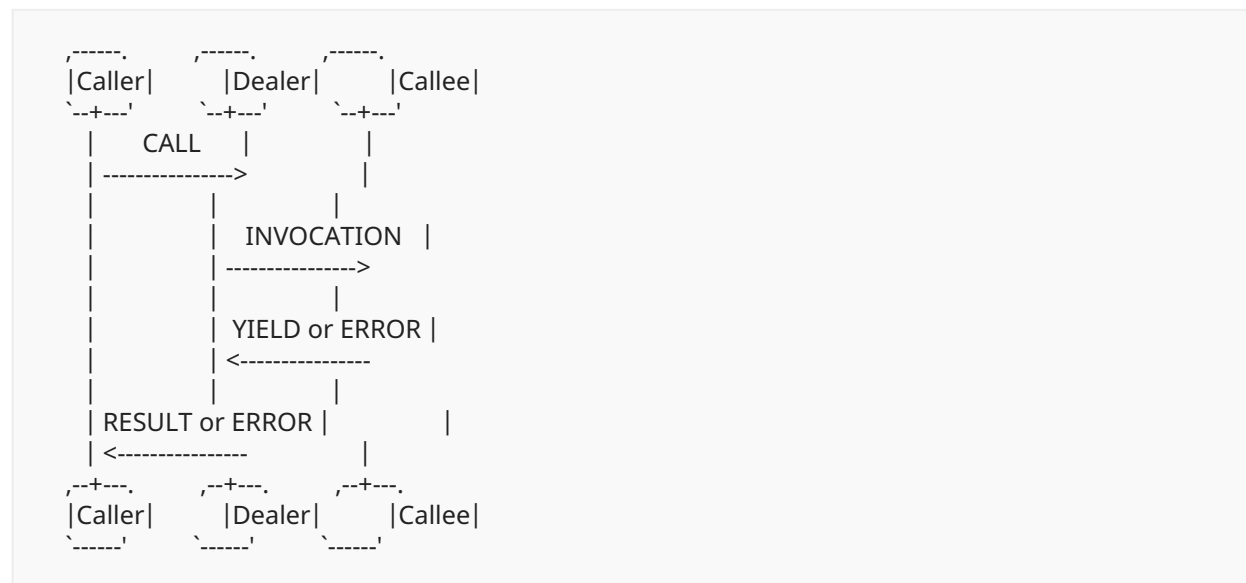 ,------.          ,------.          ,------.
|Caller|          |Dealer|          |Callee|
`--+---'          `--+---'          `--+---'
   |       CALL      |                 |
   | ---------------->                 |
   |                 |                 |
   |                 |    INVOCATION   |
   |                 | ---------------->
   |                 |                 |
   |                 |  YIELD or ERROR |
   |                 | <----------------
   |                 |                 |
   | RESULT or ERROR |                 |
   | <----------------                 |
,--+---.          ,--+---.          ,--+---.
|Caller|          |Dealer|          |Callee|
`------'          `------'          `------'